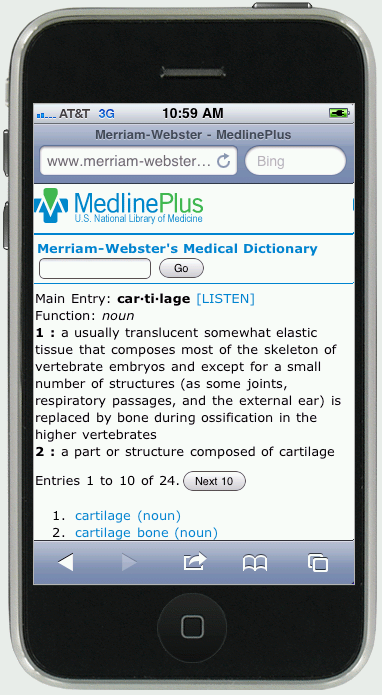 AT&T 3G 10:59 AM
Merriam-Webster - MedlinePlus
www.merriam-webster... Bing
MedlinePlus
U.S. National Library of Medicine
Merriam-Webster's Medical Dictionary
Go
Main Entry: car·ti·lage [LISTEN]
Function: noun
1 : a usually translucent somewhat elastic
tissue that composes most of the skeleton of
vertebrate embryos and except for a small
number of structures (as some joints,
respiratory passages, and the external ear) is
replaced by bone during ossification in the
higher vertebrates
2 : a part or structure composed of cartilage
Entries 1 to 10 of 24. Next 10
1. cartilage (noun)
2. cartilage bone (noun)